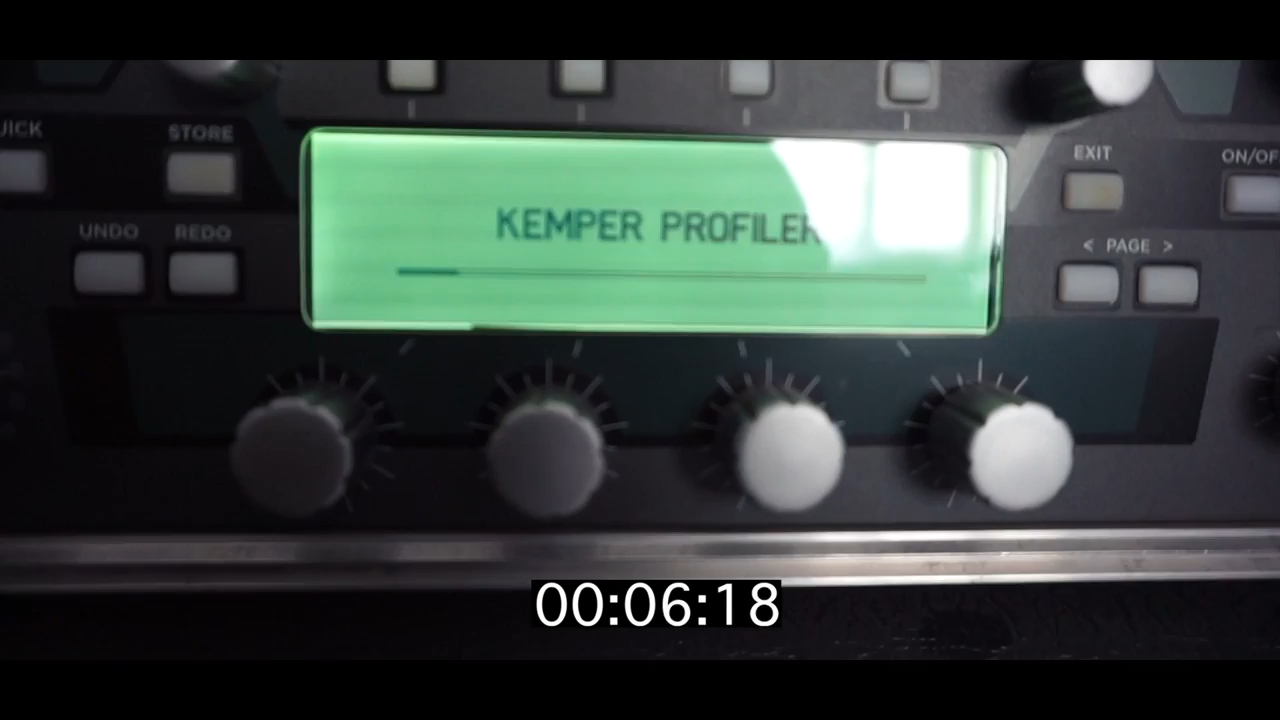 UICK
STORE
EXIT
ON/OF
KEMPER PROFILER
UNDO
REDO
< PAGE >
00:06:18